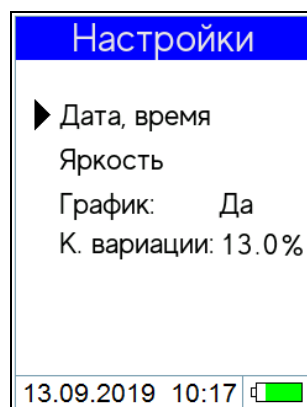 Настройки
Дата, время
Яркость
График: Да
К. вариации: 13.0%
13.09.2019 10:17